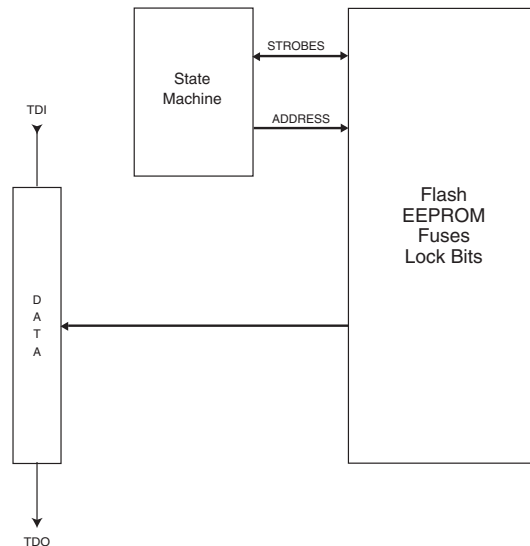 STROBES
State
Machine
ADDRESS
TDI
Flash
EEPROM
Fuses
Lock Bits
D
A
T
A
TDO